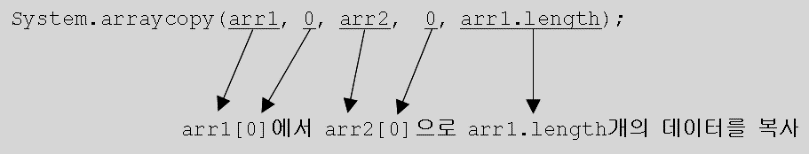 System.arraycopy(arr1, 0, arr2, 0, arr1.length);
arr1[0]에서 arr2[0]으로 arr1.length개의 데이터를 복사